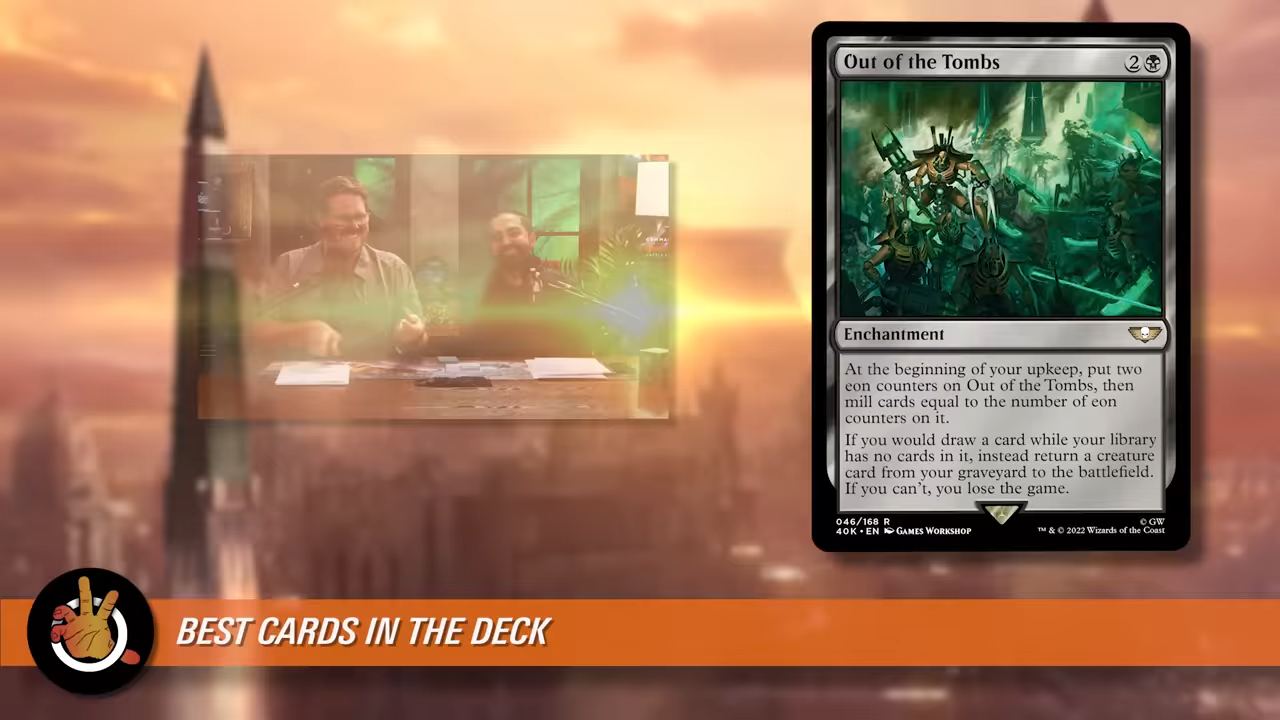 Out of the Tombs
2
Enchantment
At the beginning of your upkeep, put two
eon counters on Out of the Tombs, then
mill cards equal to the number of eon
counters on it.
If you would draw a card while your library
has no cards in it, instead return a creature
card from your graveyard to the battlefield.
If you can't, you lose the game.
046/168 R
40K • EN GAMES WORKSHOP
© GW
™ & © 2022 Wizards of the Coast
BEST CARDS IN THE DECK